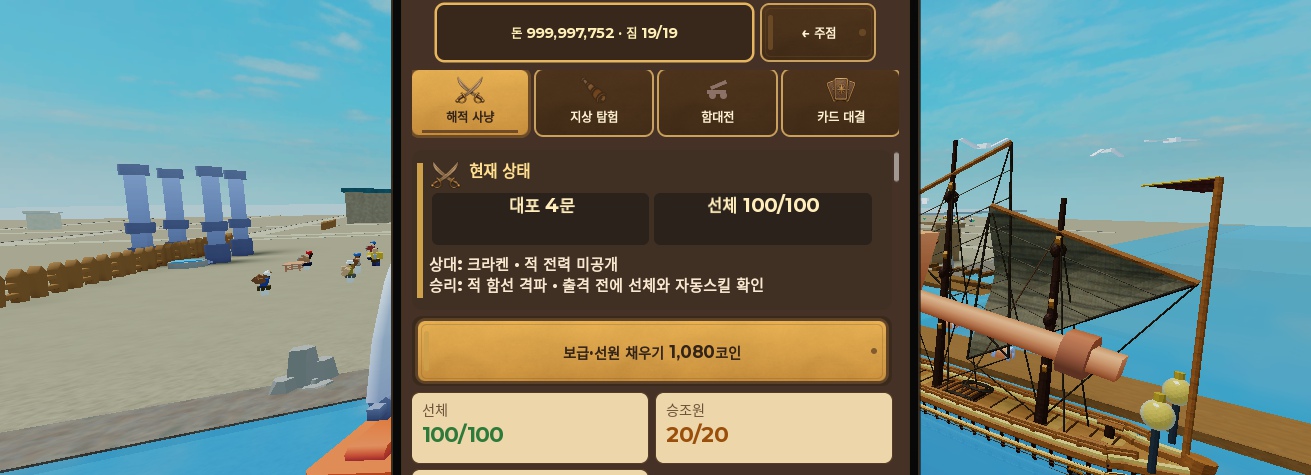 돈 999,997,752 · 짐 19/19
← 주점
해적 사냥
지상 탐험
함대전
카드 대결
현재 상태
대포 4문
선체 100/100
상대: 크라켄 • 적 전력 미공개
승리: 적 함선 격파 • 출격 전에 선체와 자동스킬 확인
보급·선원 채우기 1,080코인
선체
100/100
승조원
20/20